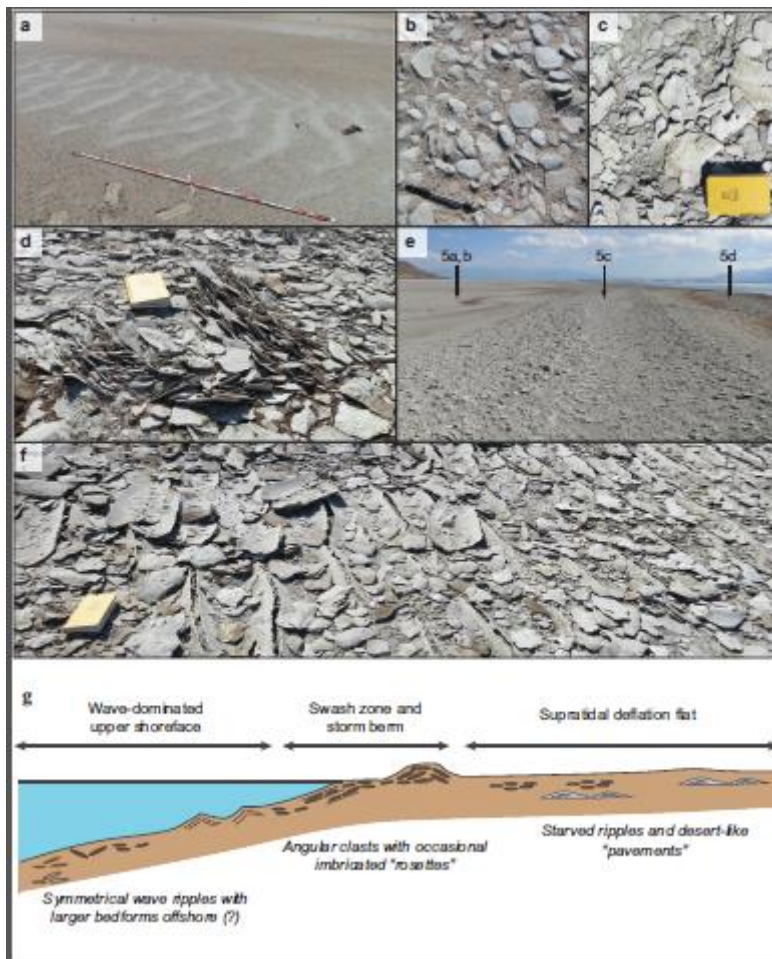 a
b
c
d
e
5a, b
5c
5d
f
g
Wave-dominated
upper shoreface
Swash zone and
storm berm
Supratidal deflation flat
Angular clasts with occasional
imbricated "rosettes"
Starved ripples and desert-like
"pavements"
Symmetrical wave ripples with
larger bedforms offshore (?)